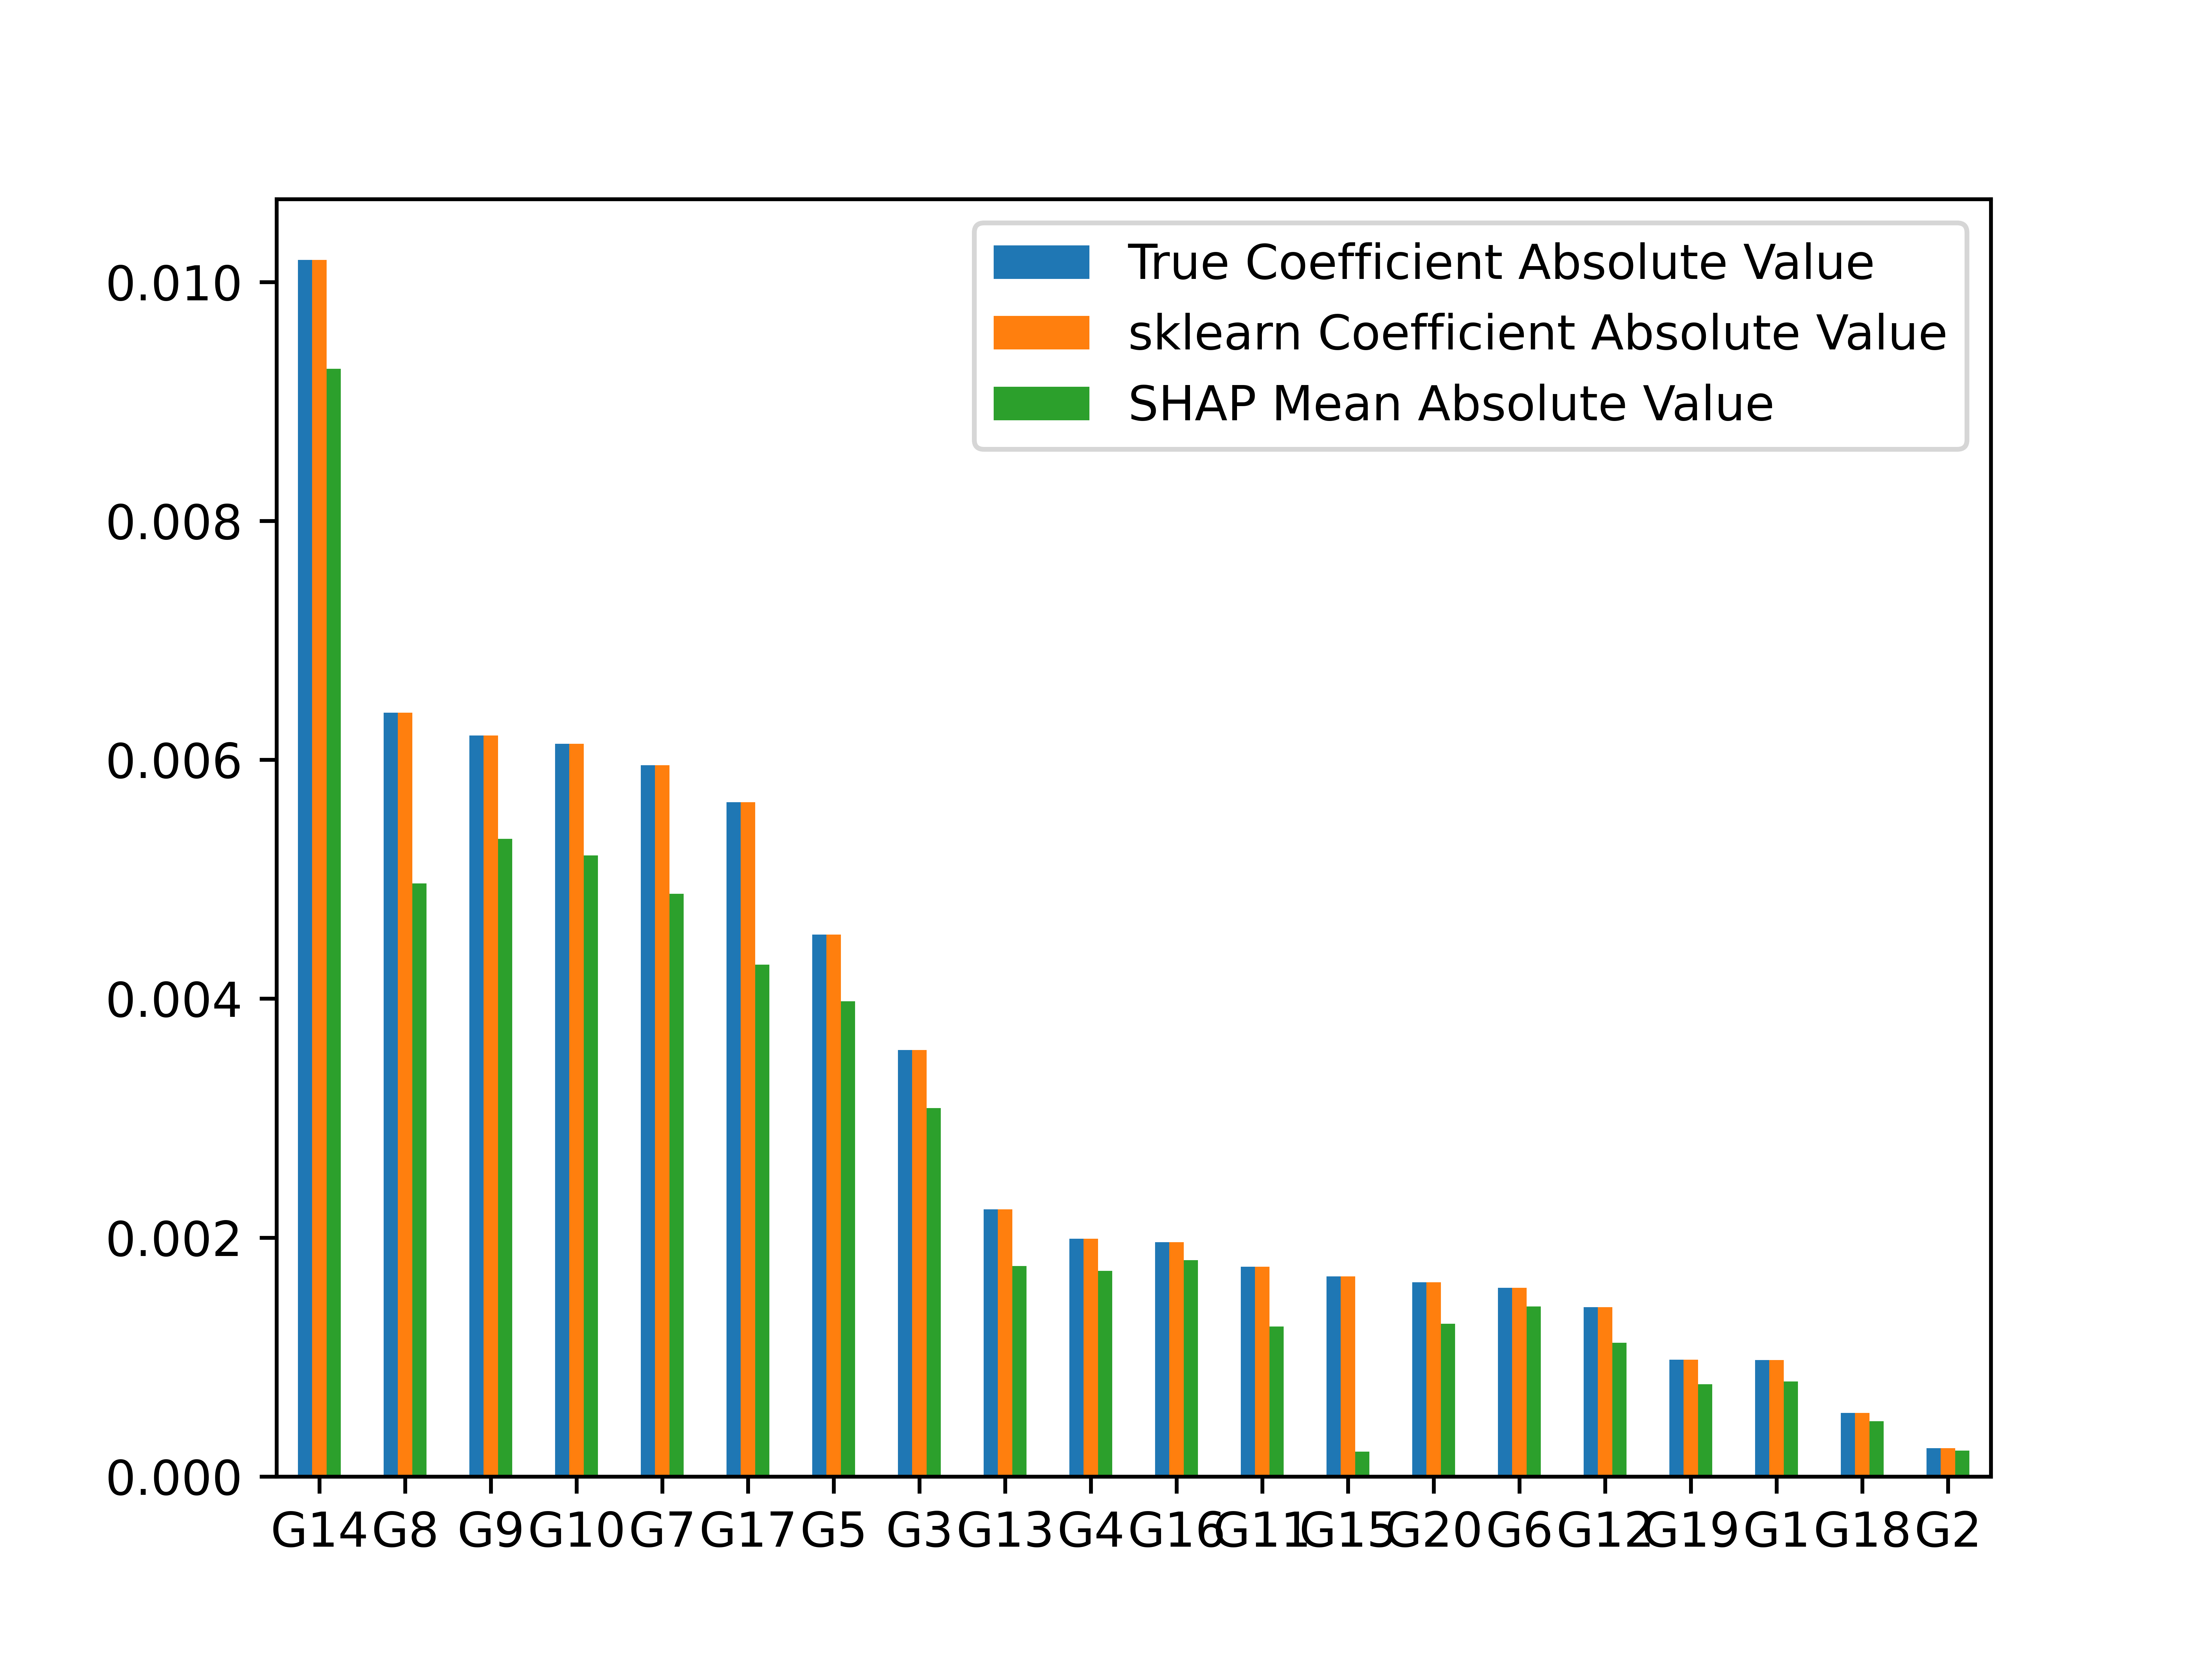 True Coefficient Absolute Value
sklearn Coefficient Absolute Value
SHAP Mean Absolute Value
0.010
0.008
0.006
0.004
0.002
0.000
G14 G8 G9 G10 G7 G17 G5 G3 G13 G4 G16 G11 G15 G20 G6 G12 G19 G1 G18 G2